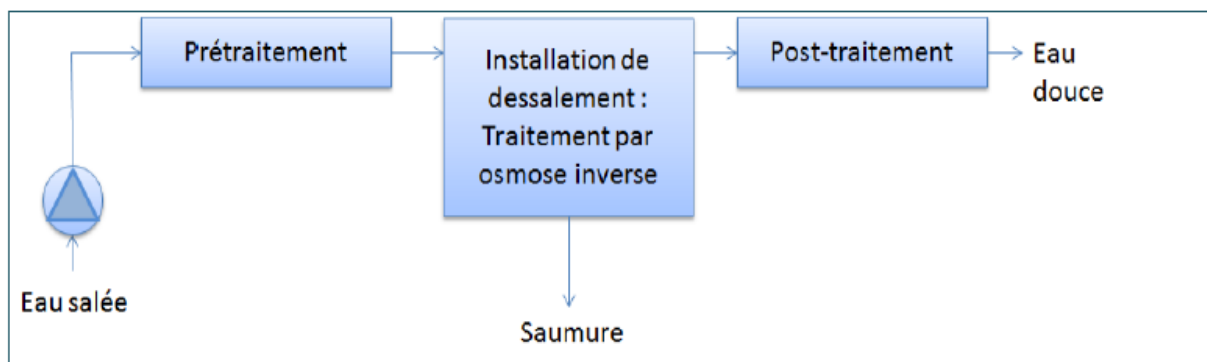 Prétraitement
Installation de
dessalement :
Traitement par
osmose inverse
Post-traitement
Eau
douce
Eau salée
Saumure